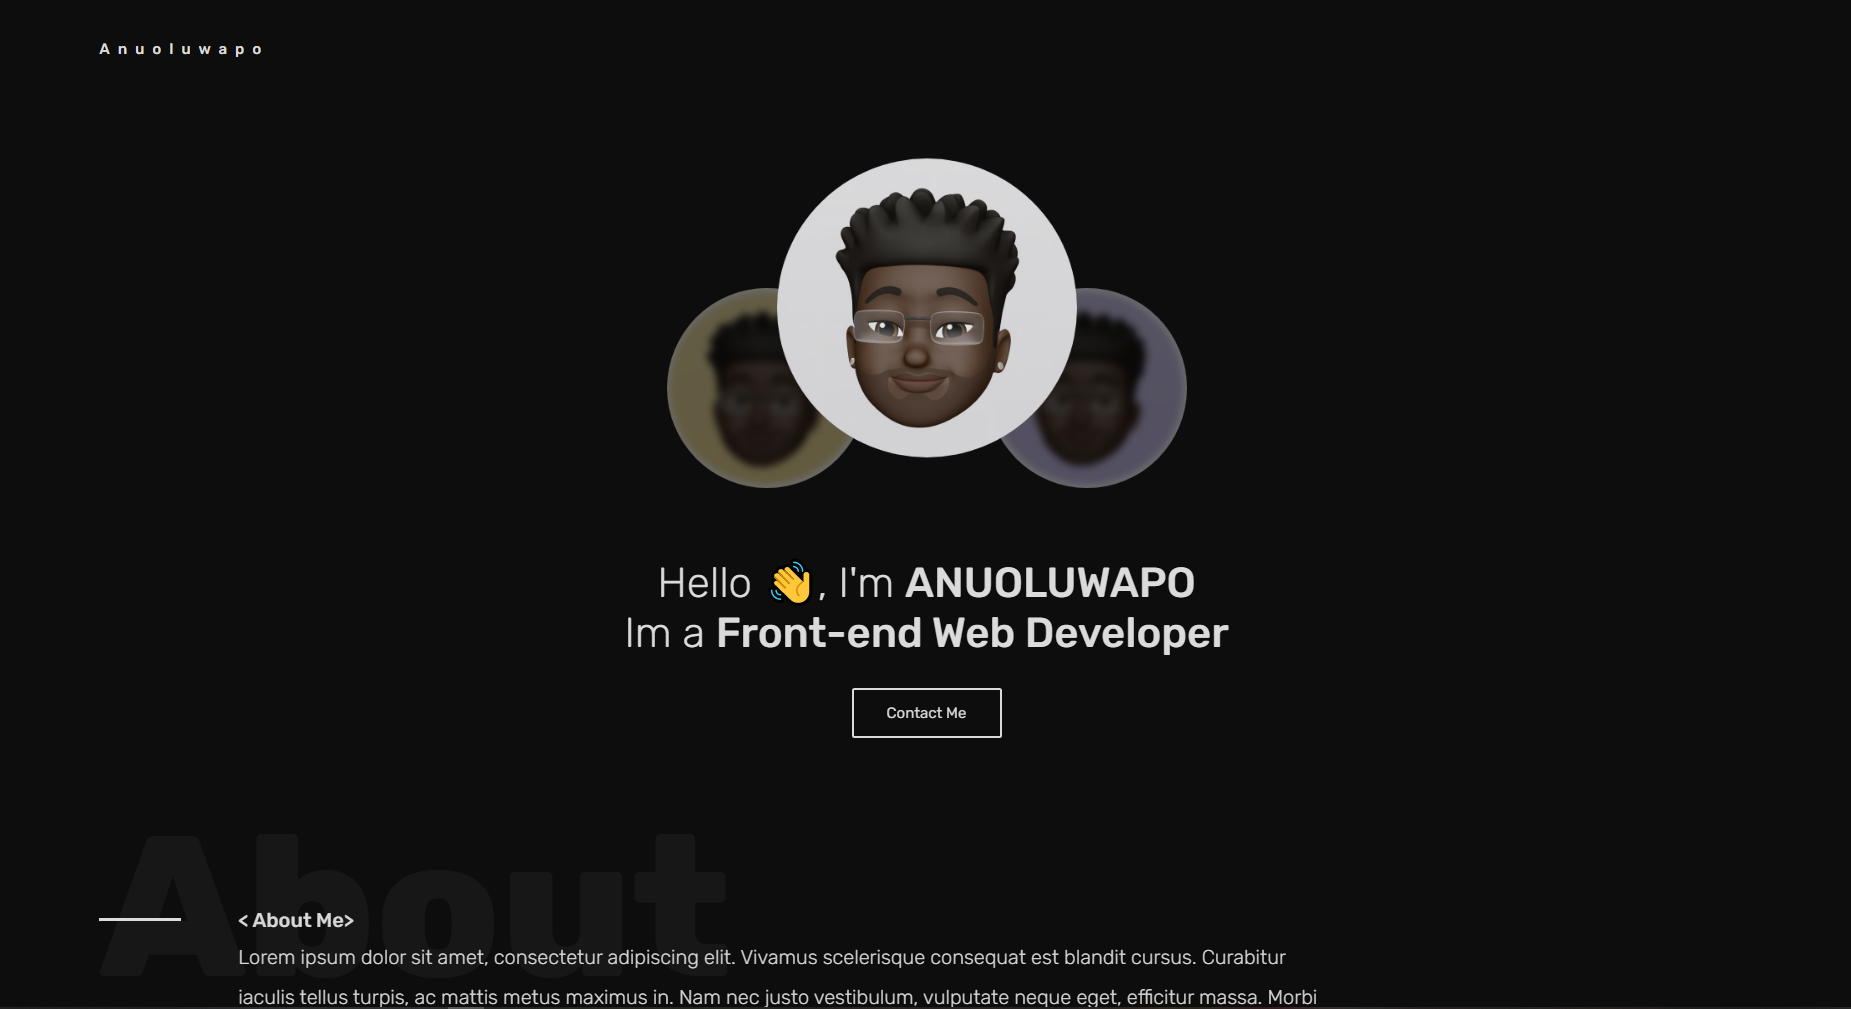 Anuoluwapo
Hello 👋, I'm ANUOLUWAPO
Im a Front-end Web Developer
Contact Me
About
< About Me>
Lorem ipsum dolor sit amet, consectetur adipiscing elit. Vivamus scelerisque consequat est blandit cursus. Curabitur
iaculis tellus turpis, ac mattis metus maximus in. Nam nec justo vestibulum, vulputate neque eget, efficitur massa. Morbi